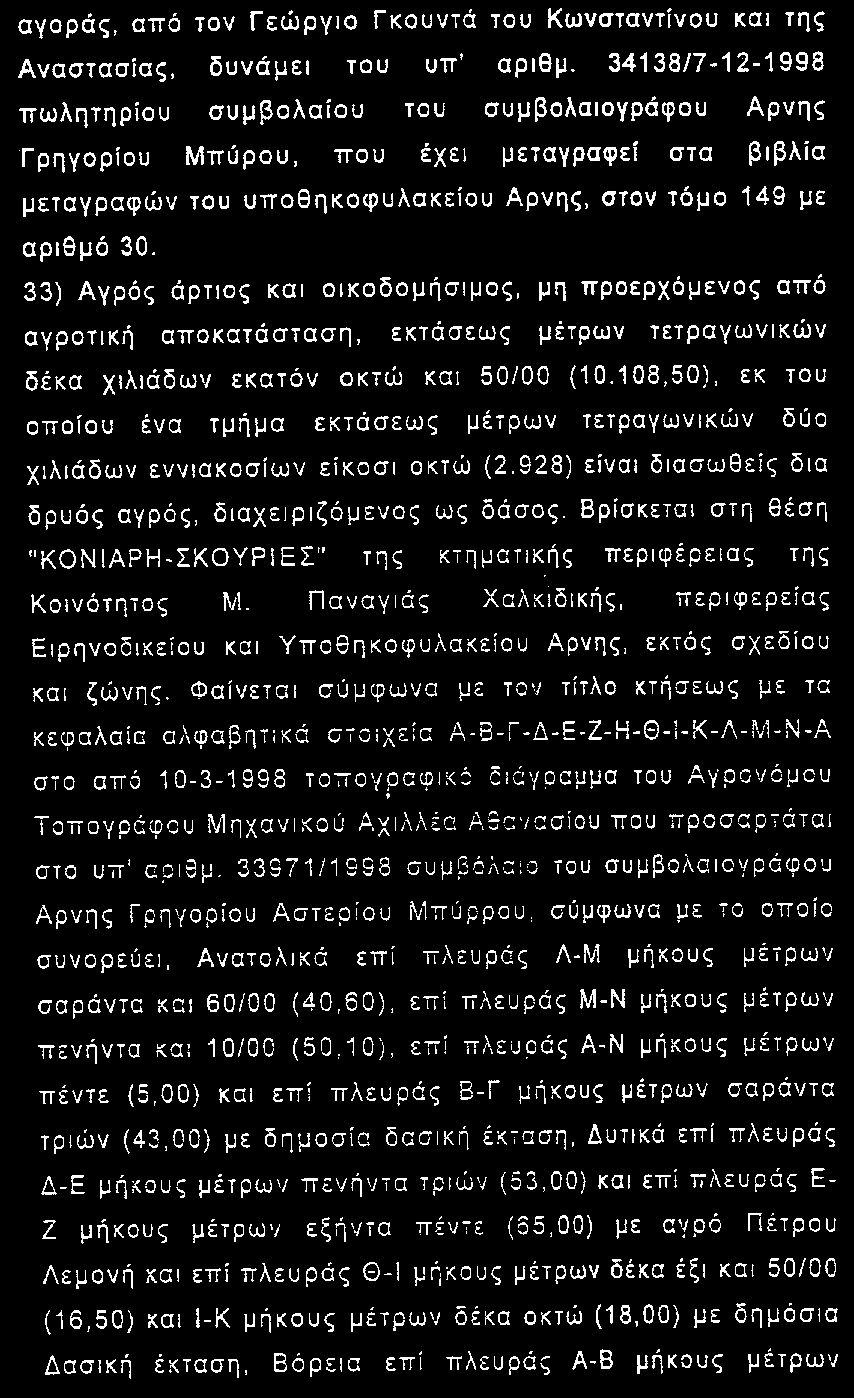 αγοράς, από τον Γεώργιο Γκουντά του Κωνσταντίνου και της
Αναστασίας, δυνάμει του υπ' αριθμ. 34138/7-12-1998
πωλητηρίου συμβολαίου του συμβολαιογράφου Αρνης
Γρηγορίου Μπύρου, που έχει μεταγραφεί στα βιβλία
μεταγραφών του υποθηκοφυλακείου Αρνης, στον τόμο 149 με
αριθμό 30.
33) Αγρός άρτιος και οικοδομήσιμος, μη προερχόμενος από
αγροτική αποκατάσταση, εκτάσεως μέτρων τετραγωνικών
δέκα χιλιάδων εκατόν οκτώ και 50/00 (10.108,50), εκ του
οποίου ένα τμήμα εκτάσεως μέτρων τετραγωνικών δύο
χιλιάδων εννιακοσίων είκοσι οκτώ (2.928) είναι διασωθείς δια
δρυός αγρός, διαχειριζόμενος ως δάσος. Βρίσκεται στη θέση
"ΚΟΝΙΑΡΗ-ΣΚΟΥΡΙΕΣ" της κτηματικής περιφέρειας της
Κοινότητος Μ. Παναγιάς Χαλκιδικής, περιφερείας
Ειρηνοδικείου και Υποθηκοφυλακείου Αρνης, εκτός σχεδίου
και ζώνης. Φαίνεται σύμφωνα με τον τίτλο κτήσεως με τα
κεφαλαία αλφαβητικά στοιχεία Α-Β-Γ-Δ-Ε-Ζ-Η-Θ-Ι-Κ-Λ-Μ-Ν-Α
στο από 10-3-1998 τοπογραφικό διάγραμμα του Αγρονόμου
Τοπογράφου Μηχανικού Αχιλλέα Αθανασίου που προσαρτάται
στο υπ' αριθμ. 33971/1998 συμβόλαιο του συμβολαιογράφου
Αρνης Γρηγορίου Αστερίου Μπύρρου, σύμφωνα με το οποίο
συνορεύει, Ανατολικά επί πλευράς Λ-Μ μήκους μέτρων
σαράντα και 60/00 (40,60), επί πλευράς Μ-Ν μήκους μέτρων
πενήντα και 10/00 (50,10), επί πλευράς Α-Ν μήκους μέτρων
πέντε (5,00) και επί πλευράς Β-Γ μήκους μέτρων σαράντα
τριών (43,00) με δημοσία δασική έκταση, Δυτικά επί πλευράς
Δ-Ε μήκους μέτρων πενήντα τριών (53,00) και επί πλευράς Ε-
Ζ μήκους μέτρων εξήντα πέντε (65,00) με αγρό Πέτρου
Λεμονή και επί πλευράς Θ-Ι μήκους μέτρων δέκα έξι και 50/00
(16,50) και Ι-Κ μήκους μέτρων δέκα οκτώ (18,00) με δημόσια
Δασική έκταση, Βόρεια επί πλευράς Α-Β μήκους μέτρων